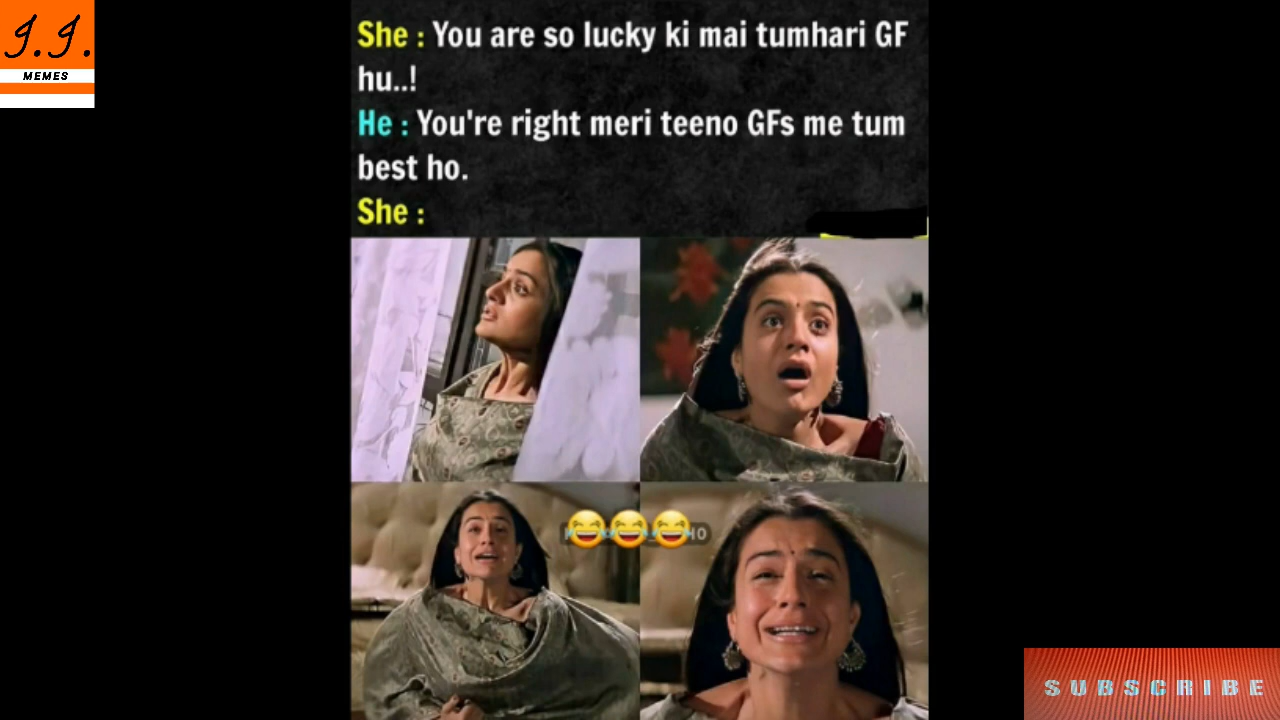 J.J.
MEMES
She : You are so lucky ki mai tumhari GF
hu..!
He : You're right meri teeno GFs me tum
best ho.
She :
SUBSCRIBE